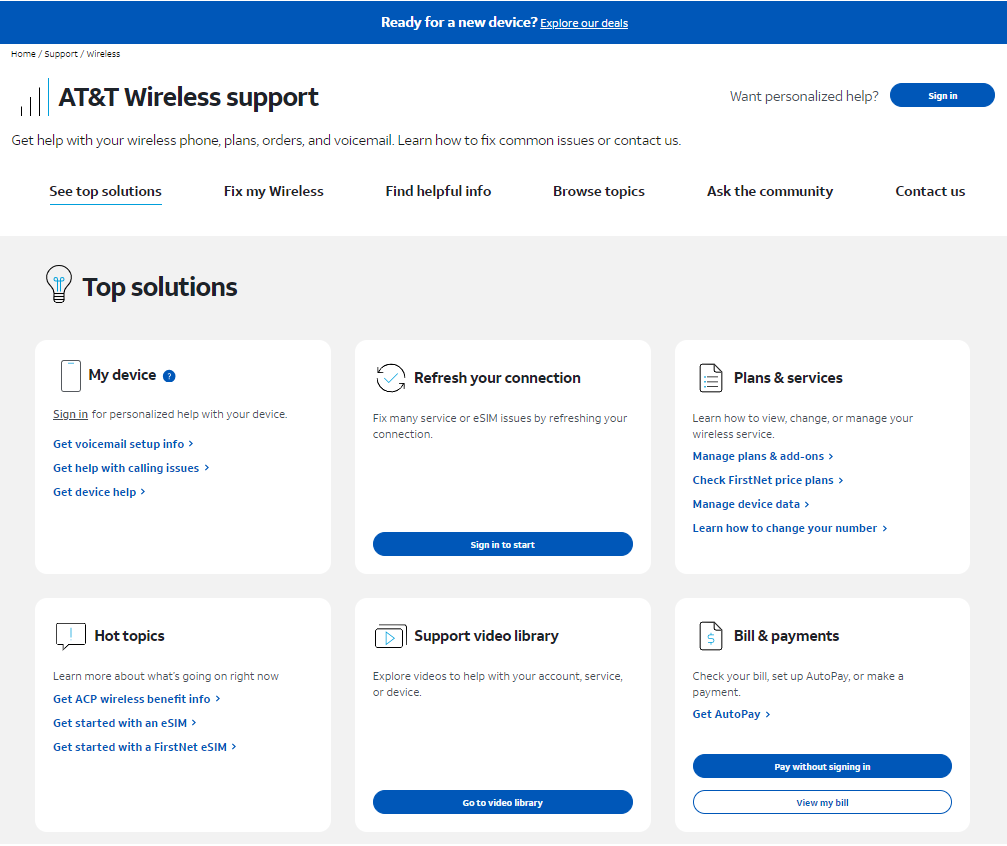 Ready for a new device? Explore our deals
Home / Support / Wireless
AT&T Wireless support
Want personalized help?
Sign in
Get help with your wireless phone, plans, orders, and voicemail. Learn how to fix common issues or contact us.
See top solutions
Fix my Wireless
Find helpful info
Browse topics
Ask the community
Contact us
Top solutions
My device ?
Sign in for personalized help with your device.
Get voicemail setup info >
Get help with calling issues >
Get device help >
Refresh your connection
Fix many service or eSIM issues by refreshing your
connection.
Sign in to start
Plans & services
Learn how to view, change, or manage your
wireless service.
Manage plans & add-ons >
Check FirstNet price plans >
Manage device data >
Learn how to change your number >
Hot topics
Learn more about what's going on right now
Get ACP wireless benefit info >
Get started with an eSIM >
Get started with a FirstNet eSIM >
Support video library
Explore videos to help with your account, service,
or device.
Go to video library
Bill & payments
Check your bill, set up AutoPay, or make a
payment.
Get AutoPay >
Pay without signing in
View my bill